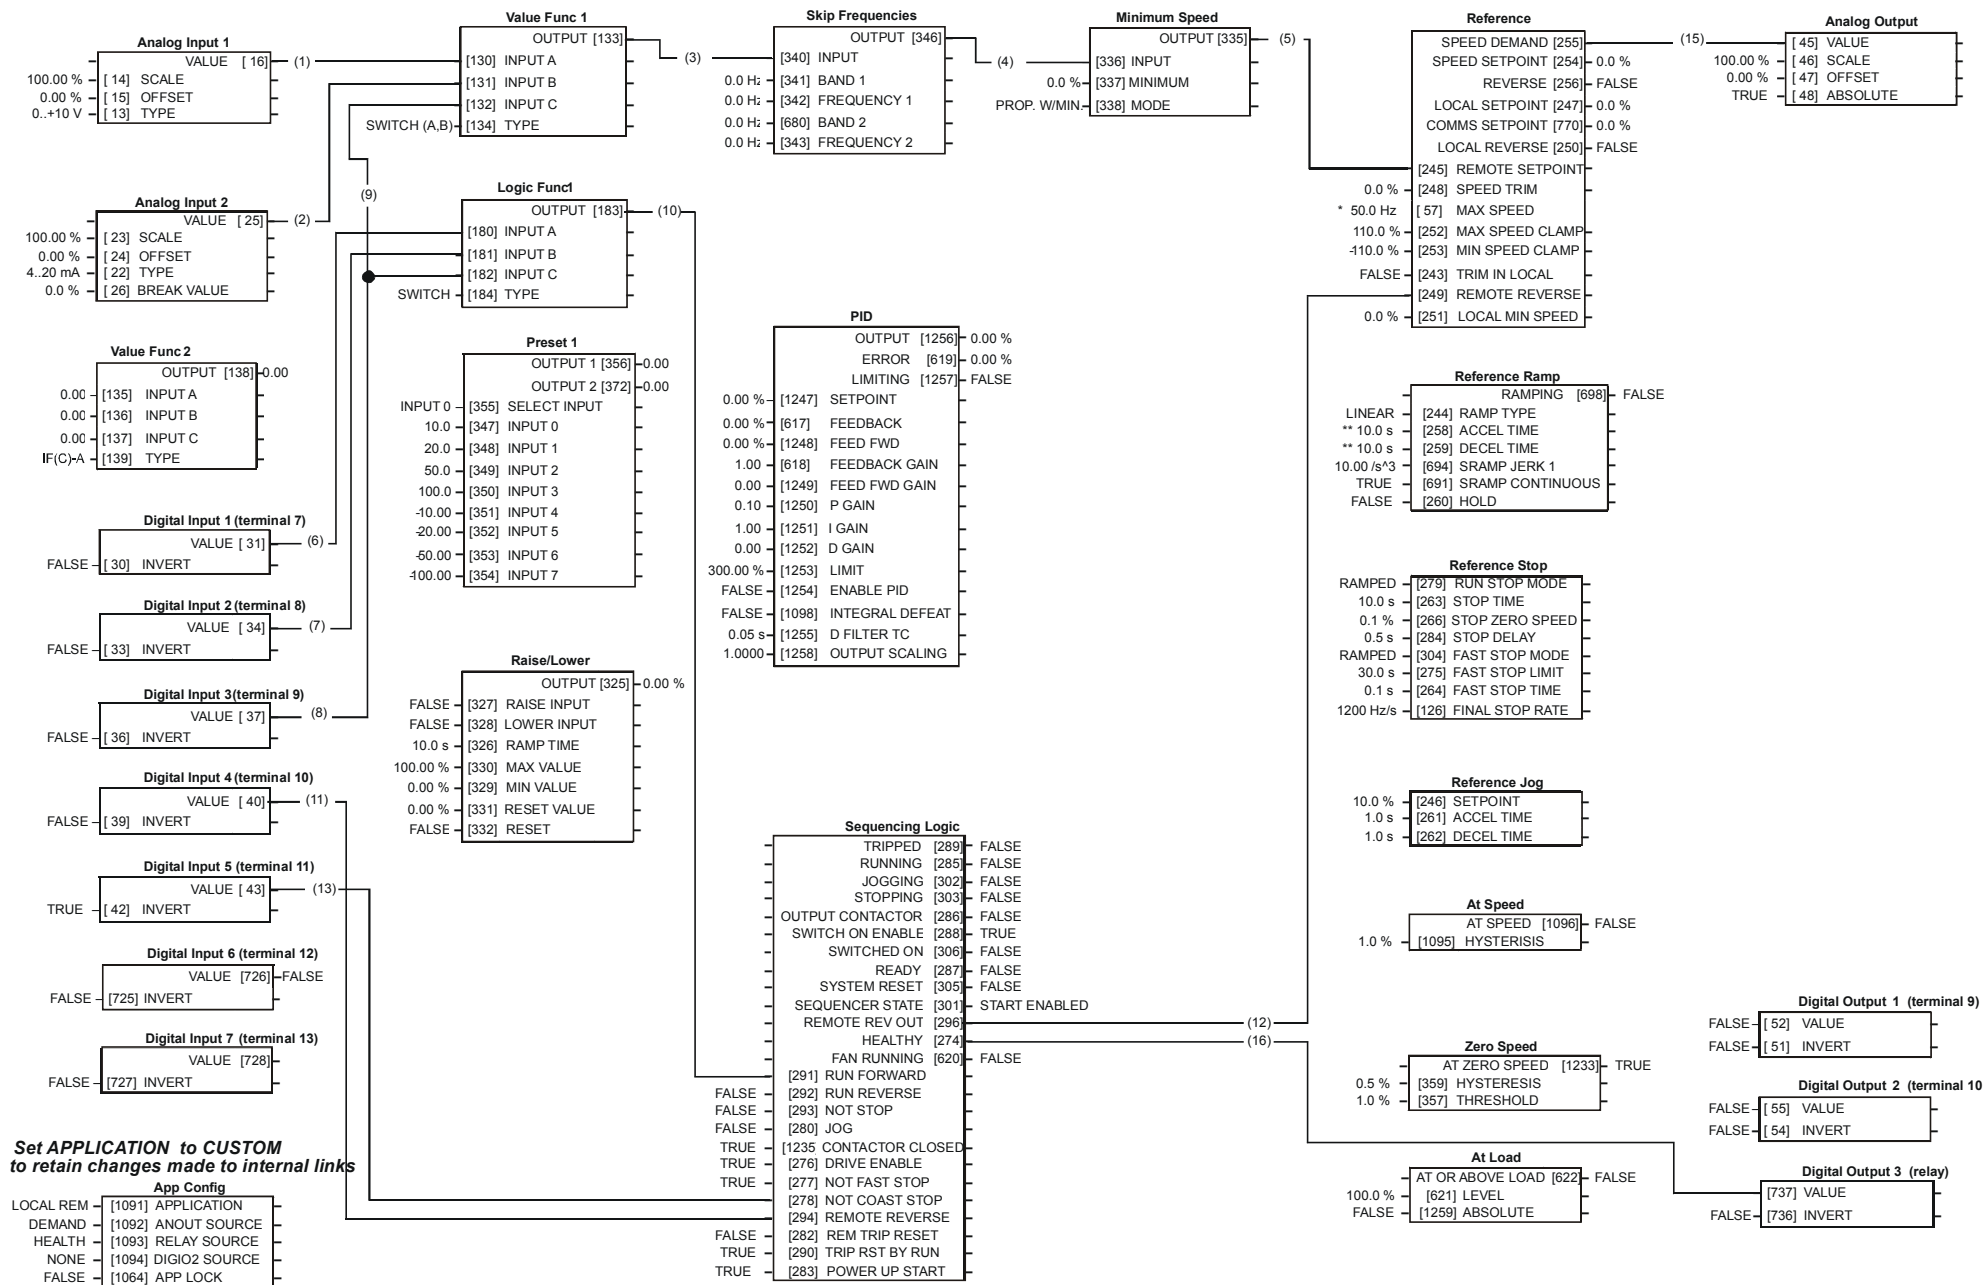 Analog Input 1
VALUE [ 16] (1)
100.00 % [ 14] SCALE
0.00 % [ 15] OFFSET
0..+10 V [ 13] TYPE
Analog Input 2
VALUE [ 25] (2)
100.00 % [ 23] SCALE
0.00 % [ 24] OFFSET
4..20 mA [ 22] TYPE
0.0 % [ 26] BREAK VALUE
Value Func 2
OUTPUT [138] 0.00
0.00 [135] INPUT A
0.00 [136] INPUT B
0.00 [137] INPUT C
IF(C)-A [139] TYPE
Digital Input 1 (terminal 7)
VALUE [ 31] (6)
FALSE [ 30] INVERT
Digital Input 2 (terminal 8)
VALUE [ 34] (7)
FALSE [ 33] INVERT
Digital Input 3 (terminal 9)
VALUE [ 37] (8)
FALSE [ 36] INVERT
Digital Input 4 (terminal 10)
VALUE [ 40] (11)
FALSE [ 39] INVERT
Digital Input 5 (terminal 11)
VALUE [ 43] (13)
TRUE [ 42] INVERT
Digital Input 6 (terminal 12)
VALUE [726] FALSE
FALSE [725] INVERT
Digital Input 7 (terminal 13)
VALUE [728]
FALSE [727] INVERT
Set APPLICATION to CUSTOM
to retain changes made to internal links
App Config
LOCAL REM [1091] APPLICATION
DEMAND [1092] ANOUT SOURCE
HEALTH [1093] RELAY SOURCE
NONE [1094] DIGIO2 SOURCE
FALSE [1064] APP LOCK
Value Func 1
OUTPUT [133] (3)
[130] INPUT A
[131] INPUT B
[132] INPUT C
SWITCH (A,B) [134] TYPE
(9)
Logic Func1
OUTPUT [183] (10)
[180] INPUT A
[181] INPUT B
[182] INPUT C
SWITCH [184] TYPE
Preset 1
OUTPUT 1 [356] 0.00
OUTPUT 2 [372] 0.00
INPUT 0 [355] SELECT INPUT
10.0 [347] INPUT 0
20.0 [348] INPUT 1
50.0 [349] INPUT 2
100.0 [350] INPUT 3
-10.00 [351] INPUT 4
-20.00 [352] INPUT 5
-50.00 [353] INPUT 6
-100.00 [354] INPUT 7
Raise/Lower
OUTPUT [325] 0.00 %
FALSE [327] RAISE INPUT
FALSE [328] LOWER INPUT
10.0 s [326] RAMP TIME
100.00 % [330] MAX VALUE
0.00 % [329] MIN VALUE
0.00 % [331] RESET VALUE
FALSE [332] RESET
Skip Frequencies
OUTPUT [346] (4)
[340] INPUT
0.0 Hz [341] BAND 1
0.0 Hz [342] FREQUENCY 1
0.0 Hz [680] BAND 2
0.0 Hz [343] FREQUENCY 2
Minimum Speed
OUTPUT [335] (5)
[336] INPUT
0.0 % [337] MINIMUM
PROP. W/MIN. [338] MODE
PID
OUTPUT [1256] 0.00 %
ERROR [619] 0.00 %
LIMITING [1257] FALSE
0.00 % [1247] SETPOINT
0.00 % [617] FEEDBACK
0.00 % [1248] FEED FWD
1.00 [618] FEEDBACK GAIN
0.00 [1249] FEED FWD GAIN
0.10 [1250] P GAIN
1.00 [1251] I GAIN
0.00 [1252] D GAIN
300.00 % [1253] LIMIT
FALSE [1254] ENABLE PID
FALSE [1098] INTEGRAL DEFEAT
0.05 s [1255] D FILTER TC
1.0000 [1258] OUTPUT SCALING
Sequencing Logic
TRIPPED [289] FALSE
RUNNING [285] FALSE
JOGGING [302] FALSE
STOPPING [303] FALSE
OUTPUT CONTACTOR [286] FALSE
SWITCH ON ENABLE [288] TRUE
SWITCHED ON [306] FALSE
READY [287] FALSE
SYSTEM RESET [305] FALSE
SEQUENCER STATE [301] START ENABLED
REMOTE REV OUT [296] (12)
HEALTHY [274] (16)
FAN RUNNING [620] FALSE
[291] RUN FORWARD
FALSE [292] RUN REVERSE
FALSE [293] NOT STOP
FALSE [280] JOG
TRUE [1235 CONTACTOR CLOSED
TRUE [276] DRIVE ENABLE
TRUE [277] NOT FAST STOP
[278] NOT COAST STOP
[294] REMOTE REVERSE
FALSE [282] REM TRIP RESET
TRUE [290] TRIP RST BY RUN
TRUE [283] POWER UP START
Reference
SPEED DEMAND [255] (15)
SPEED SETPOINT [254] 0.0 %
REVERSE [256] FALSE
LOCAL SETPOINT [247] 0.0 %
COMMS SETPOINT [770] 0.0 %
LOCAL REVERSE [250] FALSE
[245] REMOTE SETPOINT
0.0 % [248] SPEED TRIM
* 50.0 Hz [ 57] MAX SPEED
110.0 % [252] MAX SPEED CLAMP
-110.0 % [253] MIN SPEED CLAMP
FALSE [243] TRIM IN LOCAL
[249] REMOTE REVERSE
0.0 % [251] LOCAL MIN SPEED
Reference Ramp
RAMPING [698] FALSE
LINEAR [244] RAMP TYPE
** 10.0 s [258] ACCEL TIME
** 10.0 s [259] DECEL TIME
10.00 /s^3 [694] SRAMP JERK 1
TRUE [691] SRAMP CONTINUOUS
FALSE [260] HOLD
Reference Stop
RAMPED [279] RUN STOP MODE
10.0 s [263] STOP TIME
0.1 % [266] STOP ZERO SPEED
0.5 s [284] STOP DELAY
RAMPED [304] FAST STOP MODE
30.0 s [275] FAST STOP LIMIT
0.1 s [264] FAST STOP TIME
1200 Hz/s [126] FINAL STOP RATE
Reference Jog
10.0 % [246] SETPOINT
1.0 s [261] ACCEL TIME
1.0 s [262] DECEL TIME
At Speed
AT SPEED [1096] FALSE
1.0 % [1095] HYSTERISIS
Zero Speed
AT ZERO SPEED [1233] TRUE
0.5 % [359] HYSTERESIS
1.0 % [357] THRESHOLD
At Load
AT OR ABOVE LOAD [622] FALSE
100.0 % [621] LEVEL
FALSE [1259] ABSOLUTE
Analog Output
[ 45] VALUE
100.00 % [ 46] SCALE
0.00 % [ 47] OFFSET
TRUE [ 48] ABSOLUTE
Digital Output 1 (terminal 9)
FALSE [ 52] VALUE
FALSE [ 51] INVERT
Digital Output 2 (terminal 10
FALSE [ 55] VALUE
FALSE [ 54] INVERT
Digital Output 3 (relay)
[737] VALUE
FALSE [736] INVERT